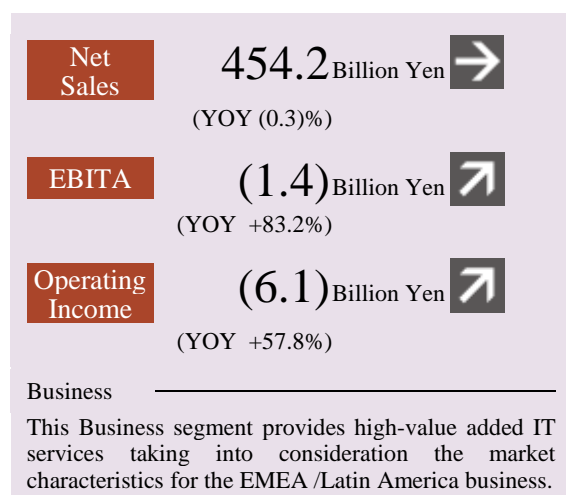 Net
Sales
454.2 Billion Yen
(YOY (0.3)%)
EBITA
(1.4) Billion Yen
(YOY +83.2%)
Operating
Income
(6.1) Billion Yen
(YOY +57.8%)
Business
This Business segment provides high-value added IT
services taking into consideration the market
characteristics for the EMEA /Latin America business.